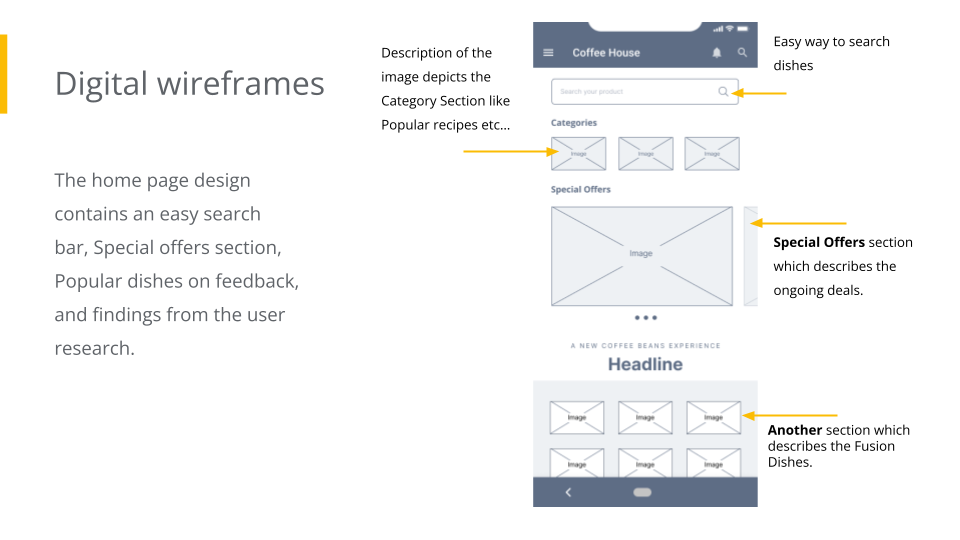 Digital wireframes
The home page design
contains an easy search
bar, Special offers section,
Popular dishes on feedback,
and findings from the user
research.
Description of the
image depicts the
Category Section like
Popular recipes etc...
Coffee House
Search your product
Categories
Image Image Image
Special Offers
Image
A NEW COFFEE BEANS EXPERIENCE
Headline
Image Image Image
Image Image Image
Easy way to search
dishes
Special Offers section
which describes the
ongoing deals.
Another section which
describes the Fusion
Dishes.